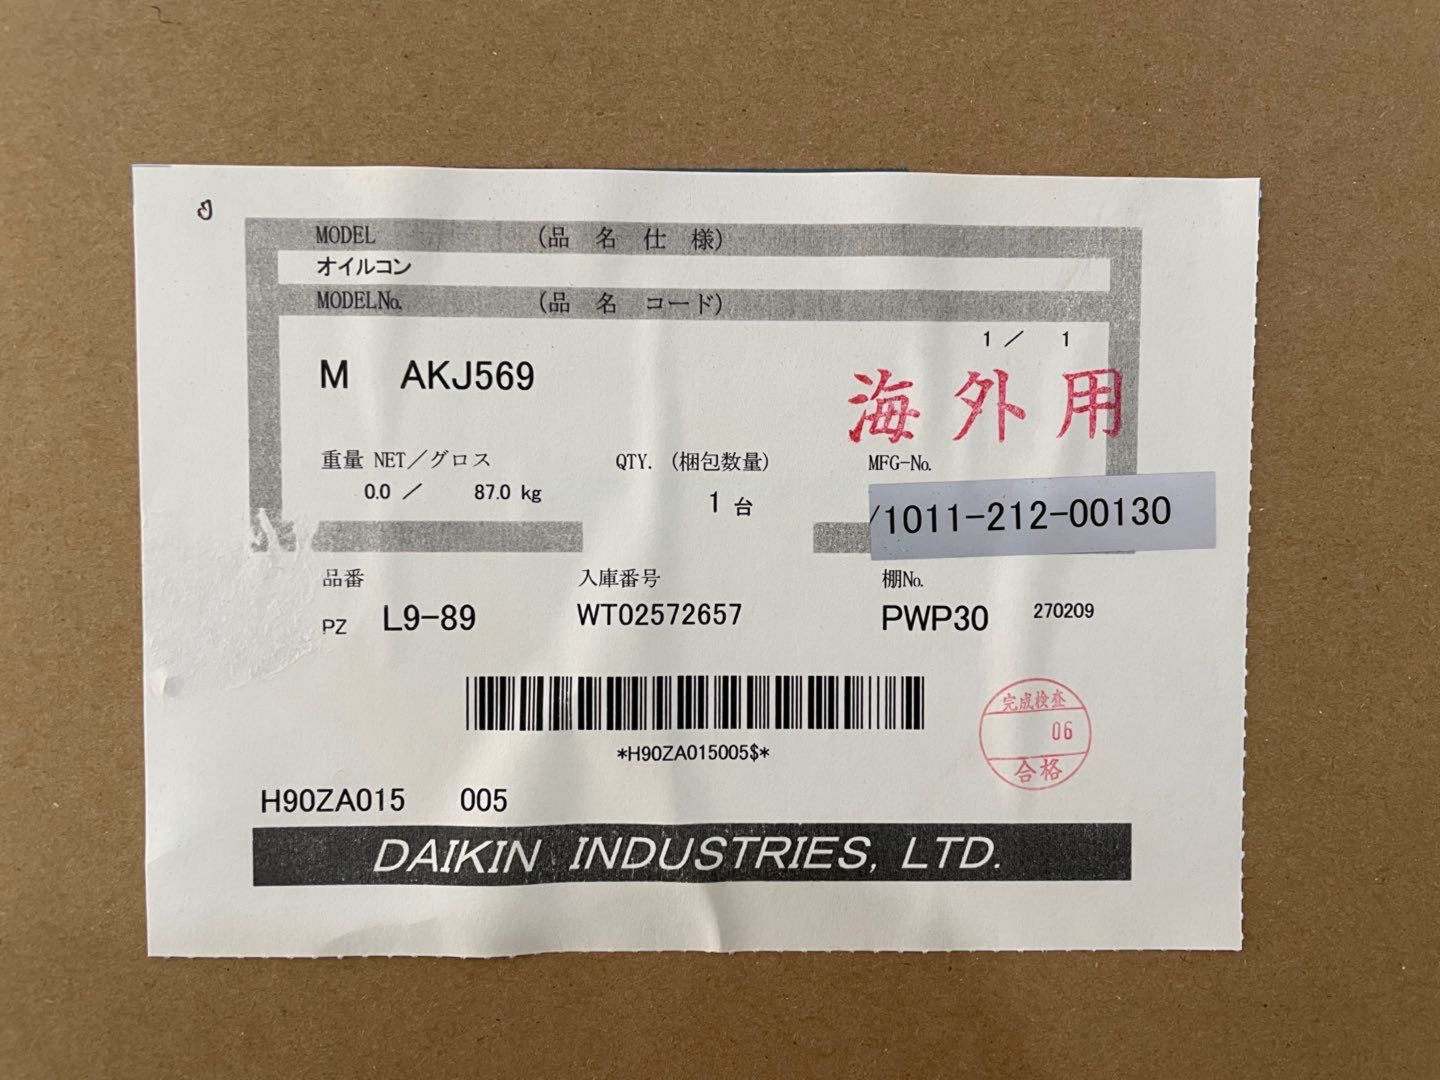 MODEL (品 名 仕 様)
オイルコン
MODELNo. (品 名 コード)
1 ／ 1
M AKJ569
海 外 用
重量 NET／グロス QTY. (梱包数量) MFG-No.
0.0 ／ 87.0 kg 1 台 /1011-212-00130
品番 入庫番号 棚No.
PZ L9-89 WT02572657 PWP30 270209
完成検査
06
合格
*H90ZA015005$*
H90ZA015 005
DAIKIN INDUSTRIES, LTD.